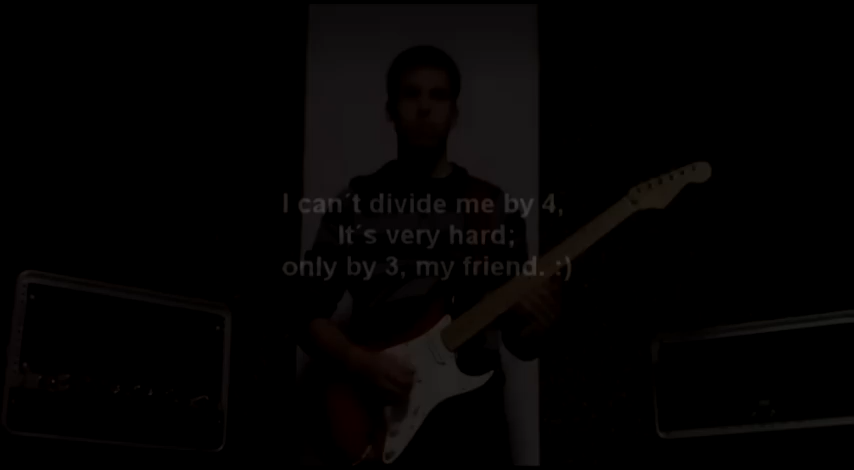 I can´t divide me by 4,
It´s very hard;
only by 3, my friend. :)